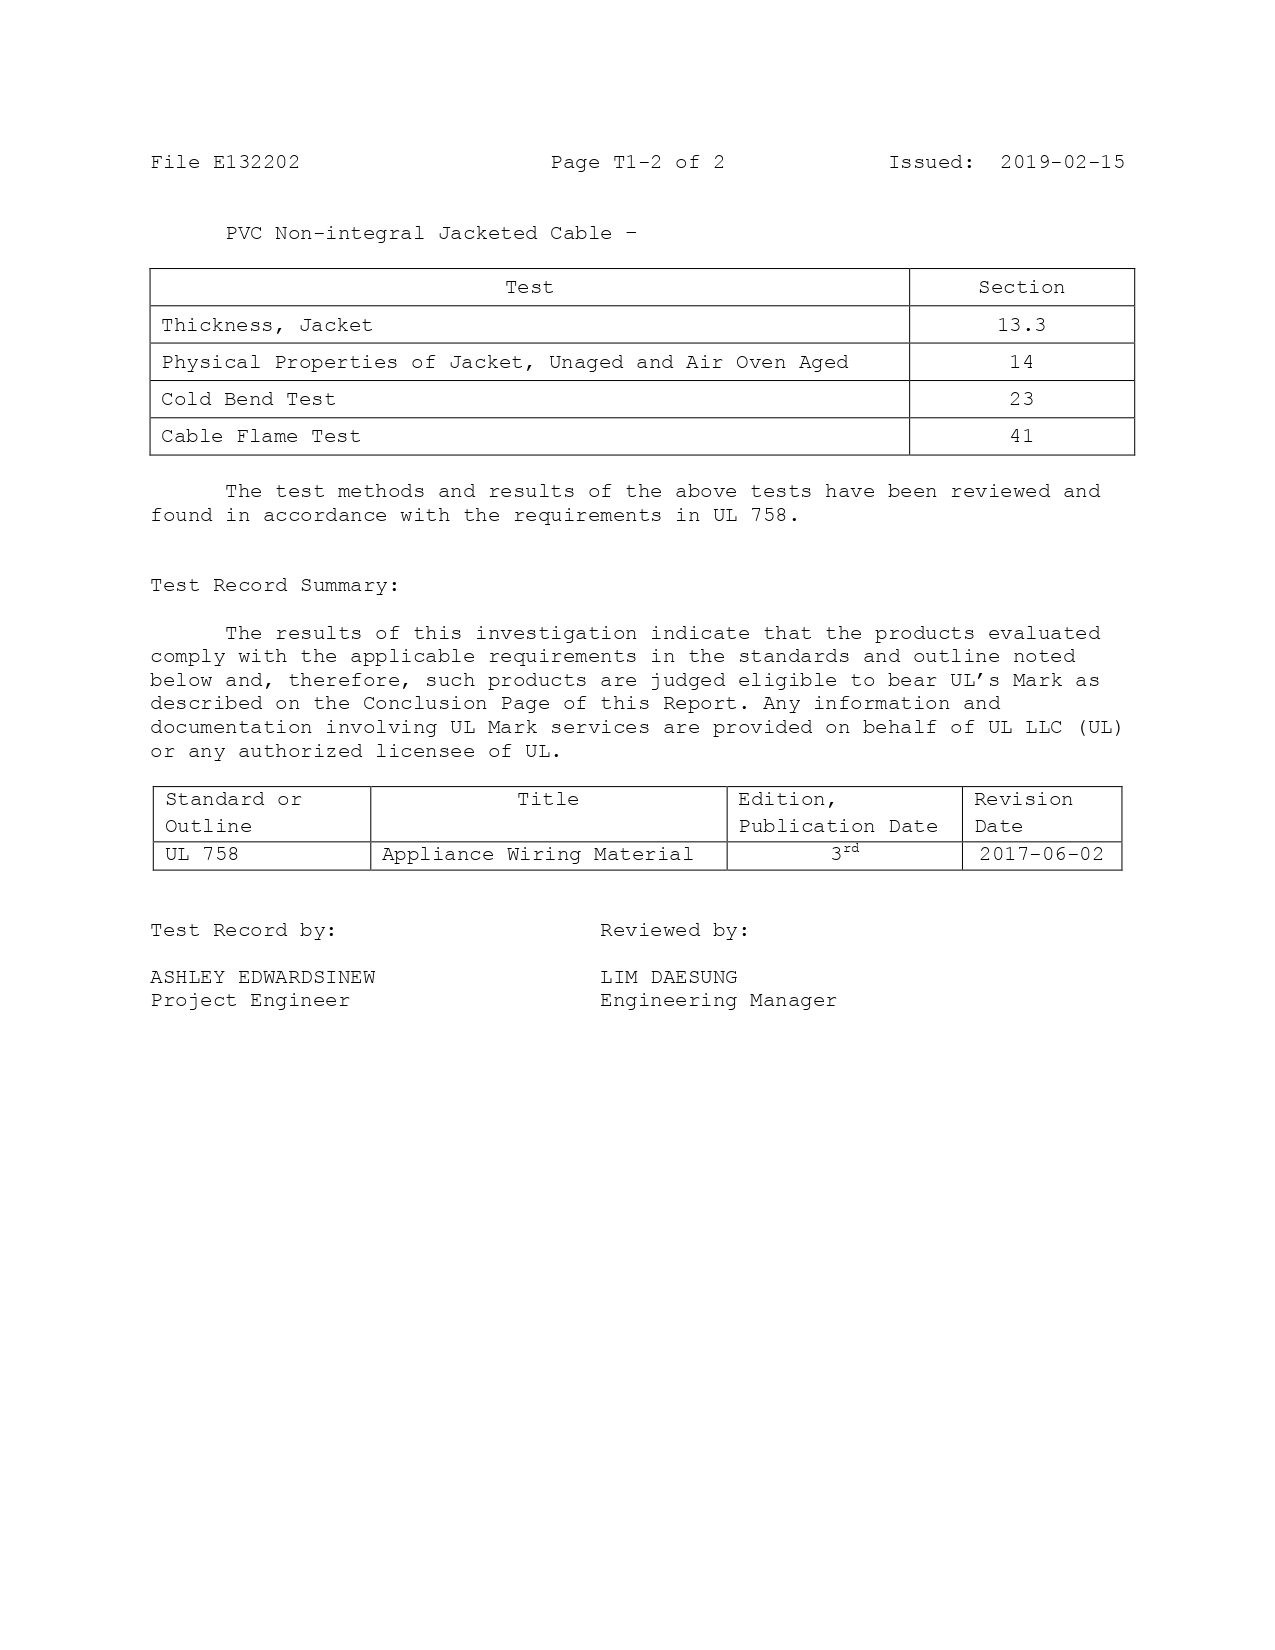 File E132202 Page T1-2 of 2 Issued: 2019-02-15
PVC Non-integral Jacketed Cable –
Test Section
Thickness, Jacket 13.3
Physical Properties of Jacket, Unaged and Air Oven Aged 14
Cold Bend Test 23
Cable Flame Test 41
The test methods and results of the above tests have been reviewed and
found in accordance with the requirements in UL 758.
Test Record Summary:
The results of this investigation indicate that the products evaluated
comply with the applicable requirements in the standards and outline noted
below and, therefore, such products are judged eligible to bear UL’s Mark as
described on the Conclusion Page of this Report. Any information and
documentation involving UL Mark services are provided on behalf of UL LLC (UL)
or any authorized licensee of UL.
Standard or Title Edition, Revision
Outline Publication Date Date
UL 758 Appliance Wiring Material 3rd 2017-06-02
Test Record by: Reviewed by:
ASHLEY EDWARDSINEW LIM DAESUNG
Project Engineer Engineering Manager